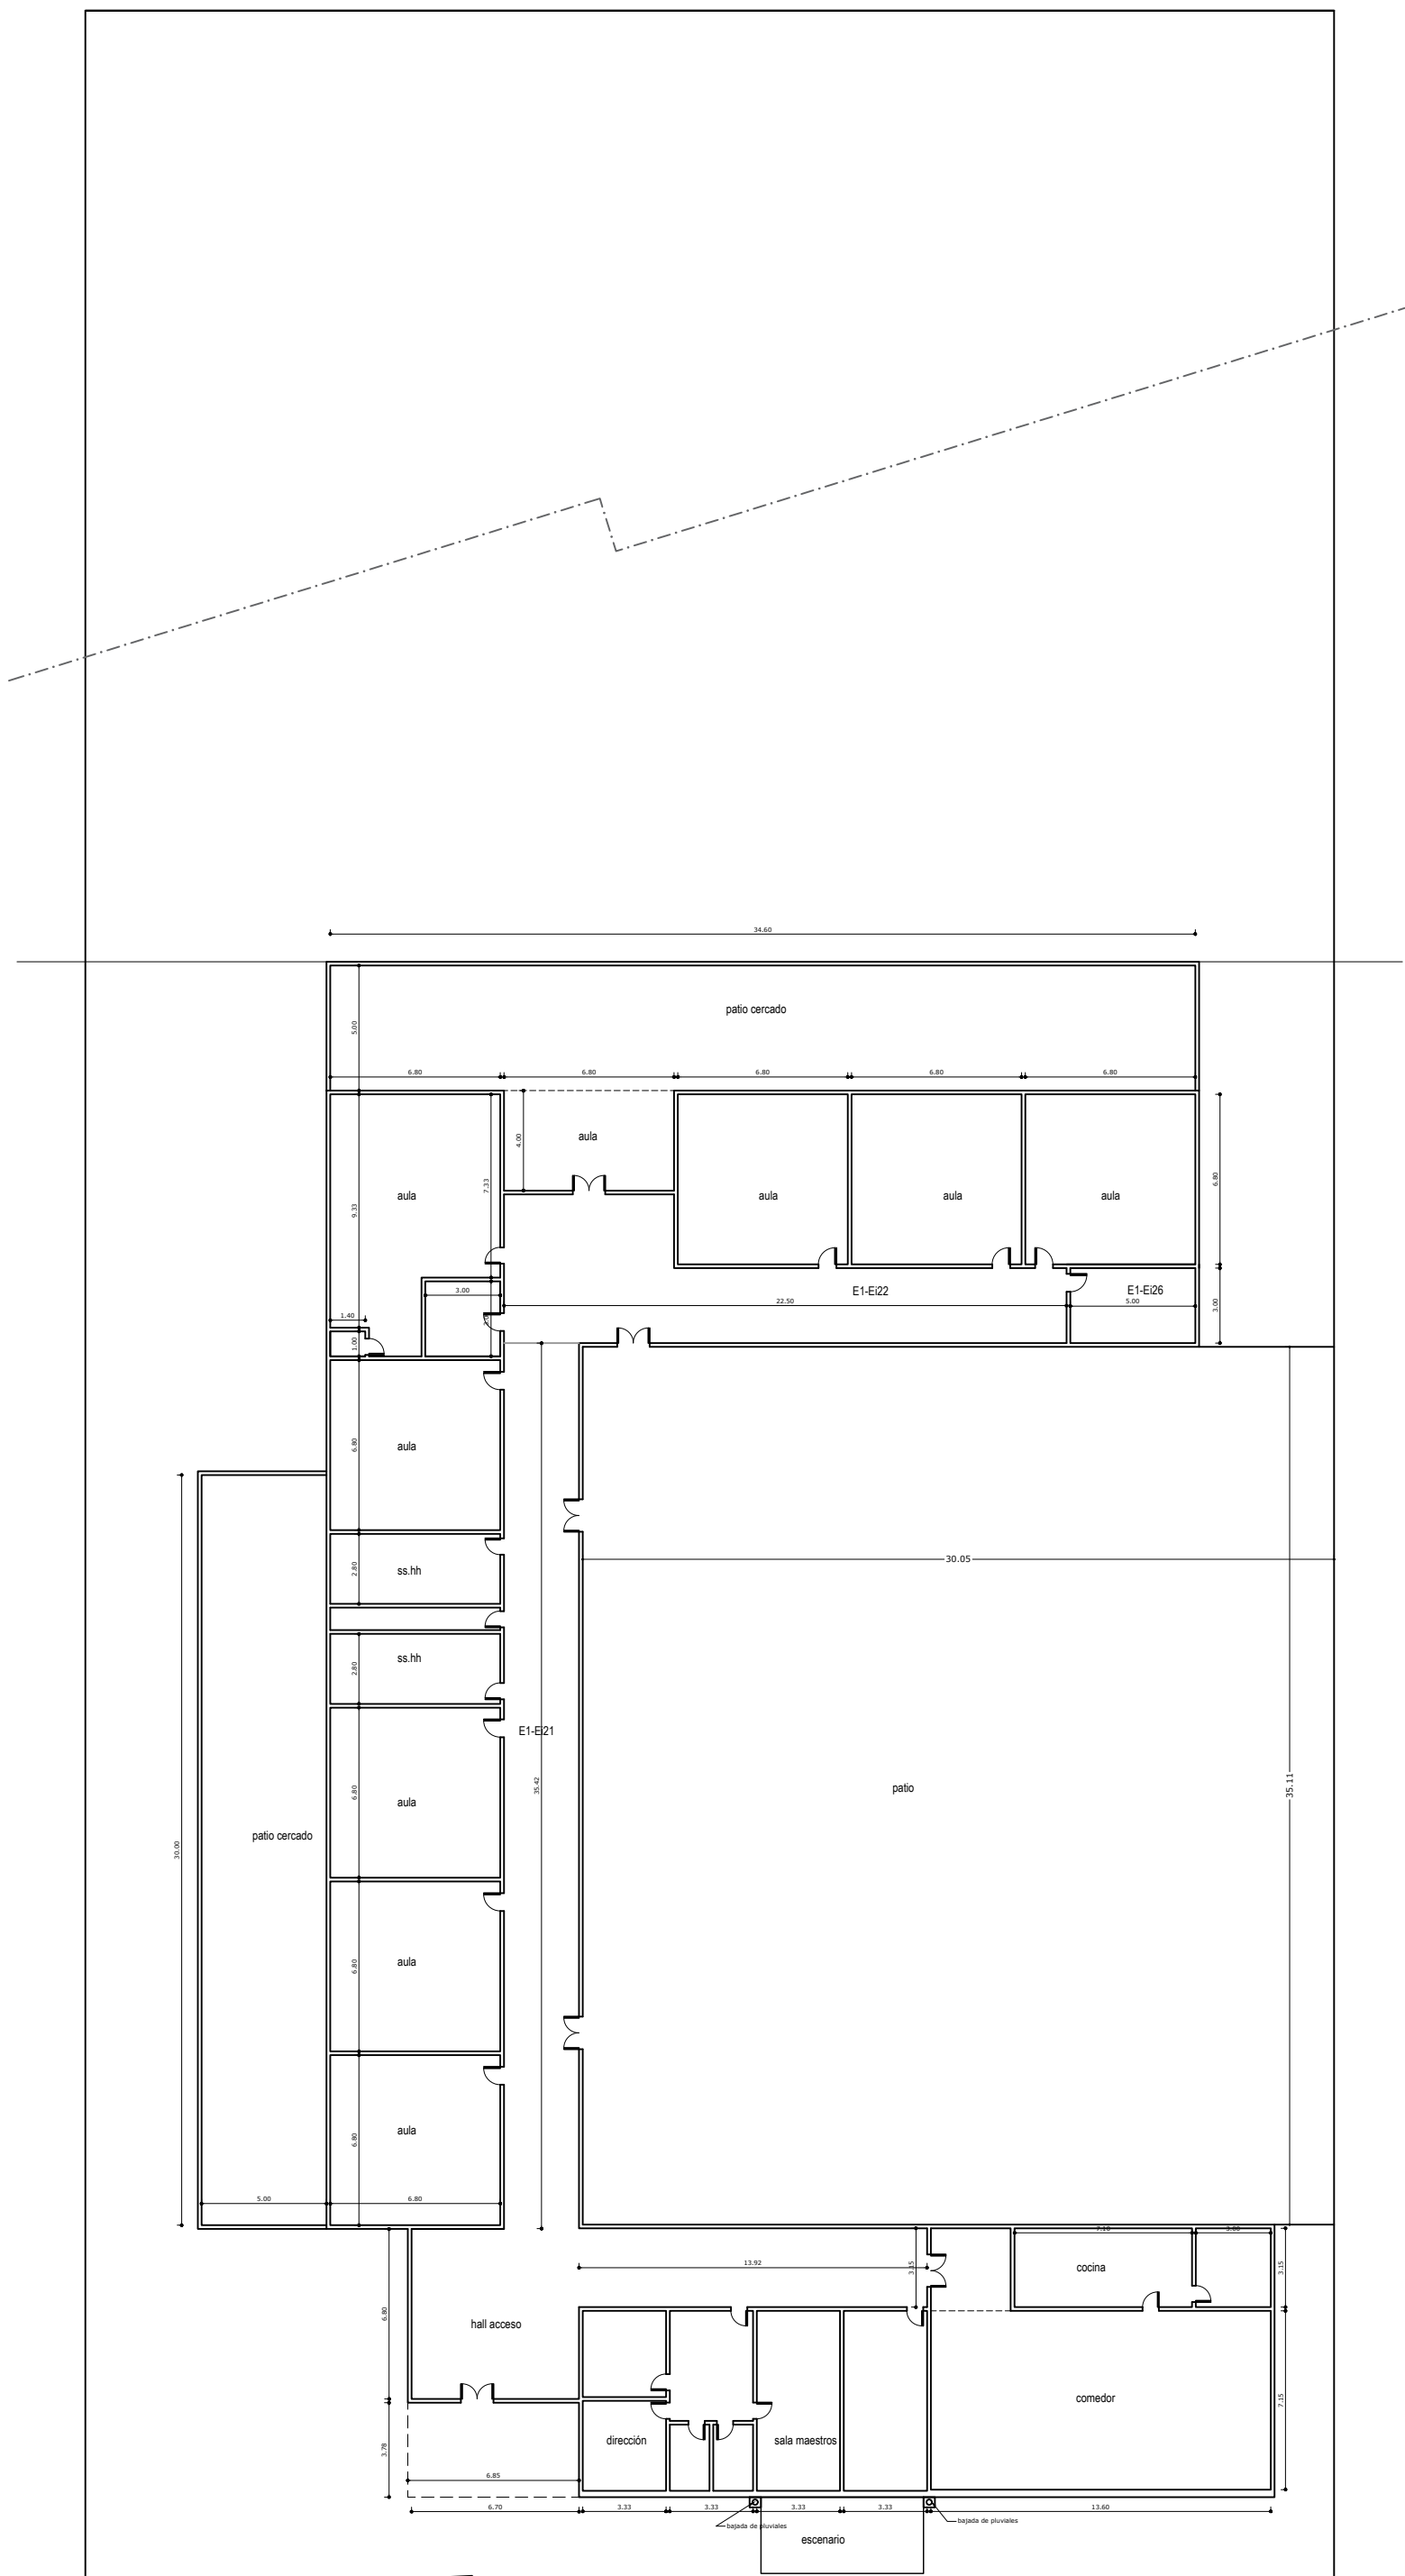 34.60
patio cercado
5.00
6.80
6.80
6.80
6.80
6.80
4.00
aula
7.33
6.80
aula
aula
aula
aula
9.33
E1-Ei22
E1-Ei26
3.00
22.50
5.00
3.00
1.40
1.00
aula
6.80
30.05
ss.hh
2.80
ss.hh
2.80
E1-Ei21
35.42
patio
35.11
aula
6.80
patio cercado
30.00
aula
6.80
aula
6.80
5.00
6.80
7.10
3.00
13.92
3.15
cocina
3.15
hall acceso
6.80
comedor
7.15
dirección
sala maestros
3.78
6.85
6.70
3.33
3.33
3.33
3.33
13.60
bajada de pluviales
bajada de pluviales
escenario